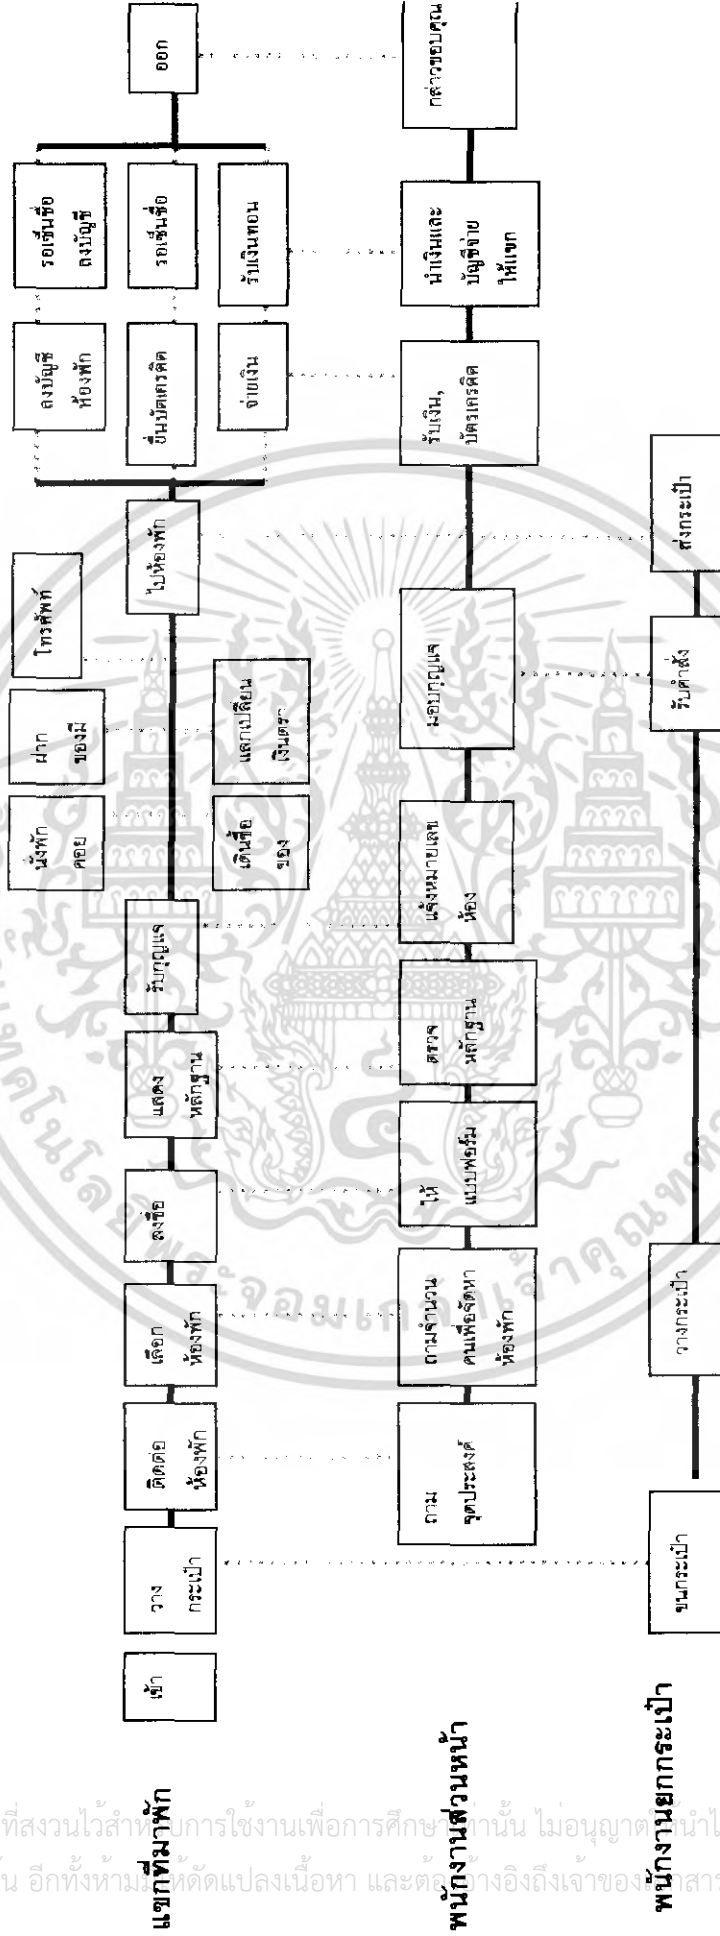 แขกที่มาพัก
เข้า
วาง
กระเป๋า
ติดต่อ
ห้องพัก
เลือก
ห้องพัก
ลงชื่อ
แสดง
หลักฐาน
รับกุญแจ
นั่งพัก
คอย
ฝาก
ของมี
โทรศัพท์
เดินซื้อ
ของ
แลกเปลี่ยน
เงินตรา
ไปห้องพัก
ลงบัญชี
ห้องพัก
ยื่นบัตเครดิต
จ่ายเงิน
รอเซ็นชื่อ
ลงบัญชี
รอเซ็นชื่อ
รับเงินทอน
ออก
พนักงานส่วนหน้า
ถาม
จุดประสงค์
ถามจำนวน
คนเพื่อจัดหา
ห้องพัก
ให้
แบบฟอร์ม
ตรวจ
หลักฐาน
แจ้งหมายเลข
ห้อง
มอบกุญแจ
รับเงิน,
บัตรเครดิต
นำเงินและ
บัญชีจ่าย
ให้แขก
กล่าวขอบคุณ
พนักงานยกกระเป๋า
ขนกระเป๋า
วางกระเป๋า
รับคำสั่ง
ส่งกระเป๋า